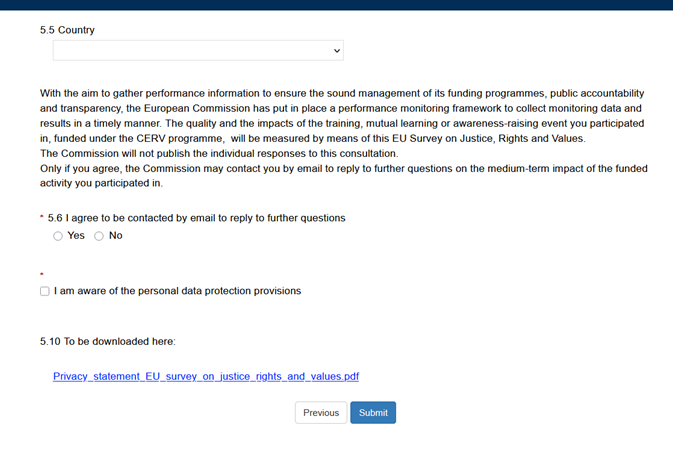 5.5 Country
With the aim to gather performance information to ensure the sound management of its funding programmes, public accountability
and transparency, the European Commission has put in place a performance monitoring framework to collect monitoring data and
results in a timely manner. The quality and the impacts of the training, mutual learning or awareness-raising event you participated
in, funded under the CERV programme,  will be measured by means of this EU Survey on Justice, Rights and Values.
The Commission will not publish the individual responses to this consultation.
Only if you agree, the Commission may contact you by email to reply to further questions on the medium-term impact of the funded
activity you participated in.
* 5.6 I agree to be contacted by email to reply to further questions
Yes No
*
I am aware of the personal data protection provisions
5.10 To be downloaded here:
Privacy_statement_EU_survey_on_justice_rights_and_values.pdf
Previous Submit